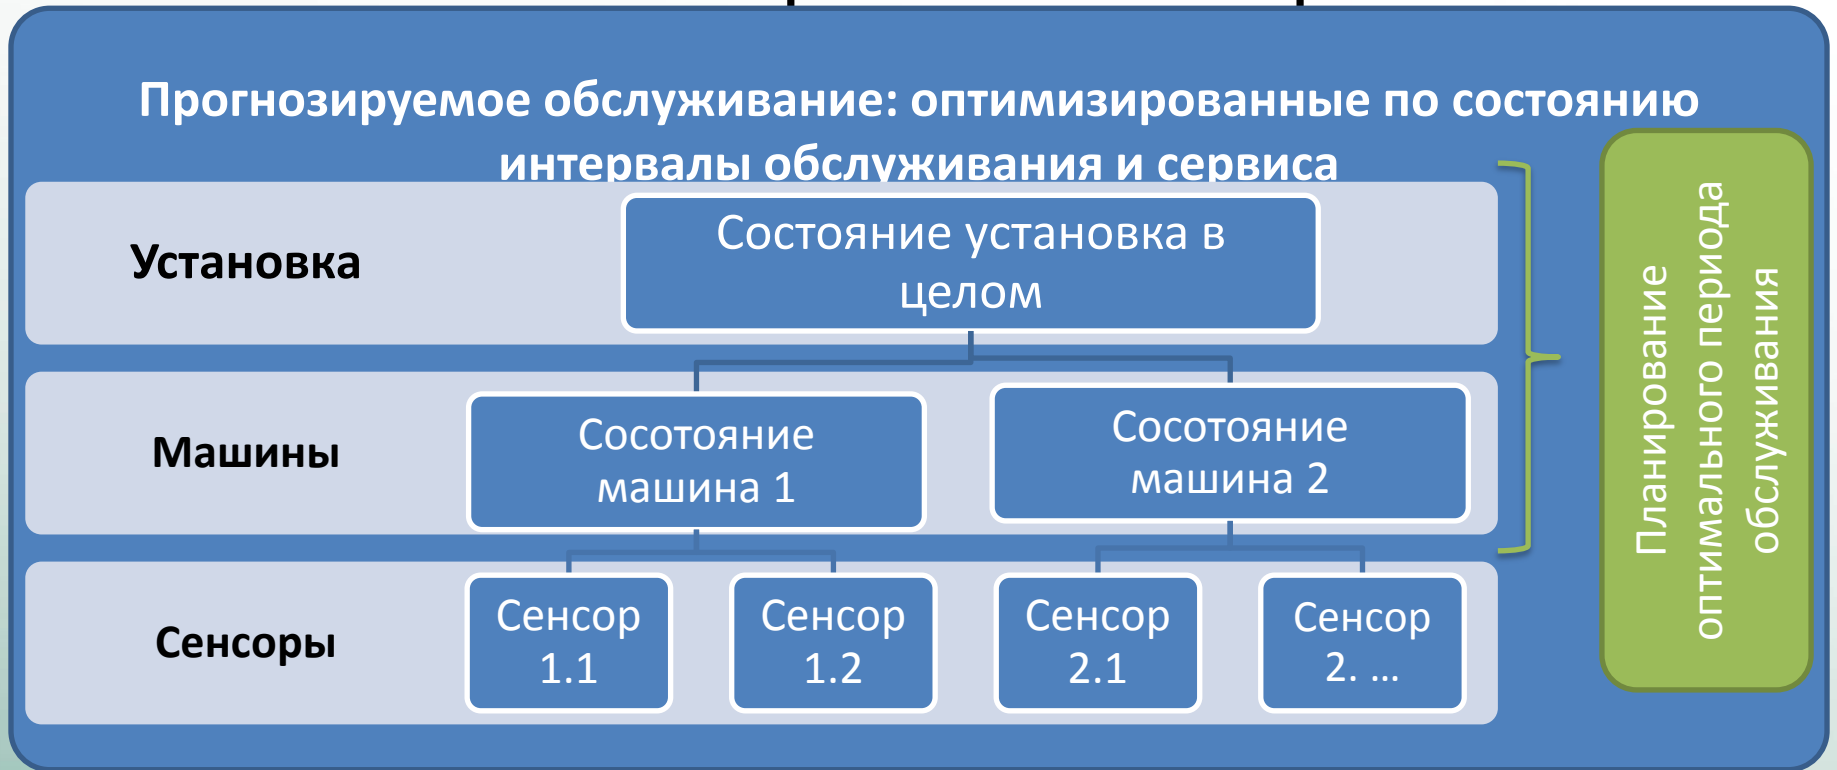 Прогнозируемое обслуживание: оптимизированные по состоянию
интервалы обслуживания и сервиса
Установка
Состояние установка в
целом
Машины
Сосотояние
машина 1
Сосотояние
машина 2
Сенсоры
Сенсор
1.1
Сенсор
1.2
Сенсор
2.1
Сенсор
2. ...
Планирование
оптимального периода
обслуживания